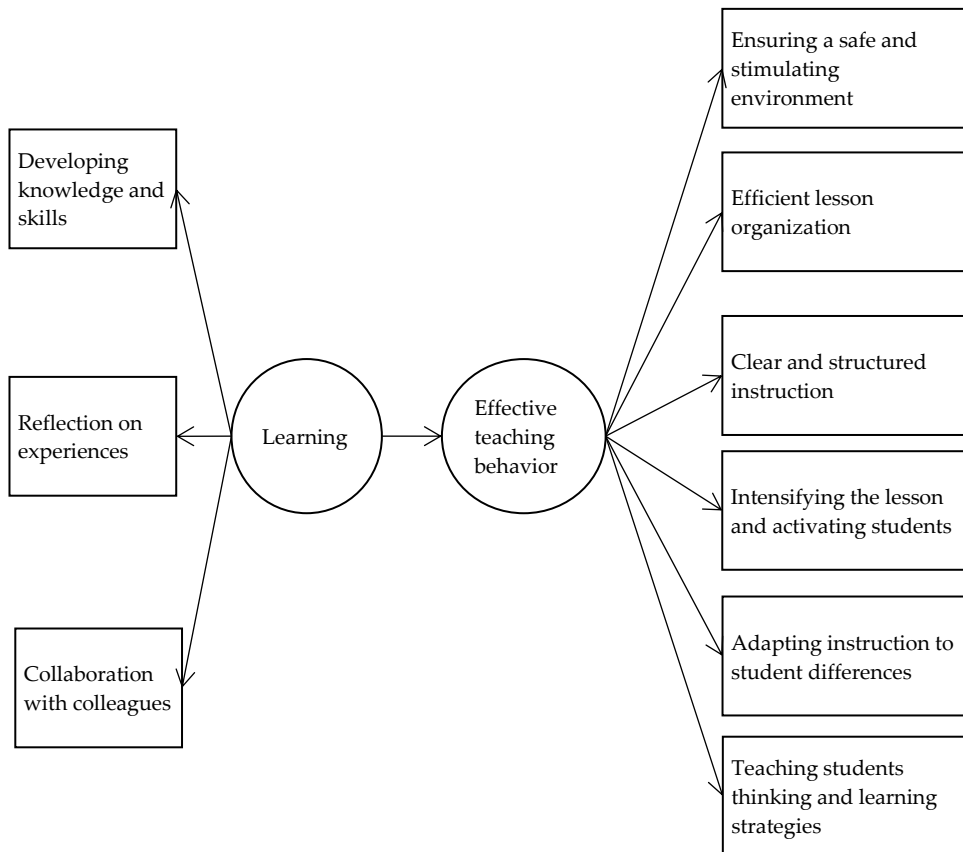 Developing
knowledge and
skills
Reflection on
experiences
Collaboration
with colleagues
Learning
Effective
teaching
behavior
Ensuring a safe and
stimulating
environment
Efficient lesson
organization
Clear and structured
instruction
Intensifying the lesson
and activating students
Adapting instruction to
student differences
Teaching students
thinking and learning
strategies